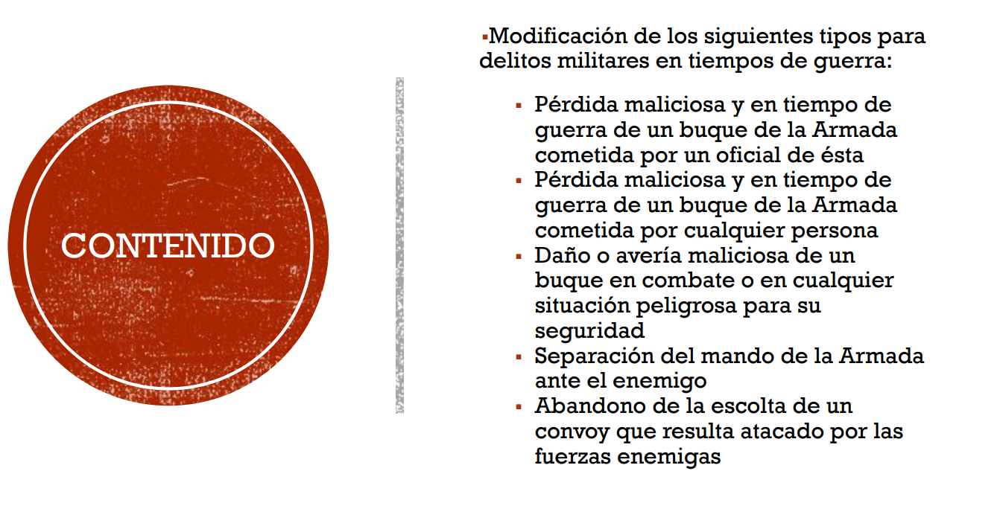 CONTENIDO
▪Modificación de los siguientes tipos para
delitos militares en tiempos de guerra:
▪ Pérdida maliciosa y en tiempo de
guerra de un buque de la Armada
cometida por un oficial de ésta
▪ Pérdida maliciosa y en tiempo de
guerra de un buque de la Armada
cometida por cualquier persona
▪ Daño o avería maliciosa de un
buque en combate o en cualquier
situación peligrosa para su
seguridad
▪ Separación del mando de la Armada
ante el enemigo
▪ Abandono de la escolta de un
convoy que resulta atacado por las
fuerzas enemigas